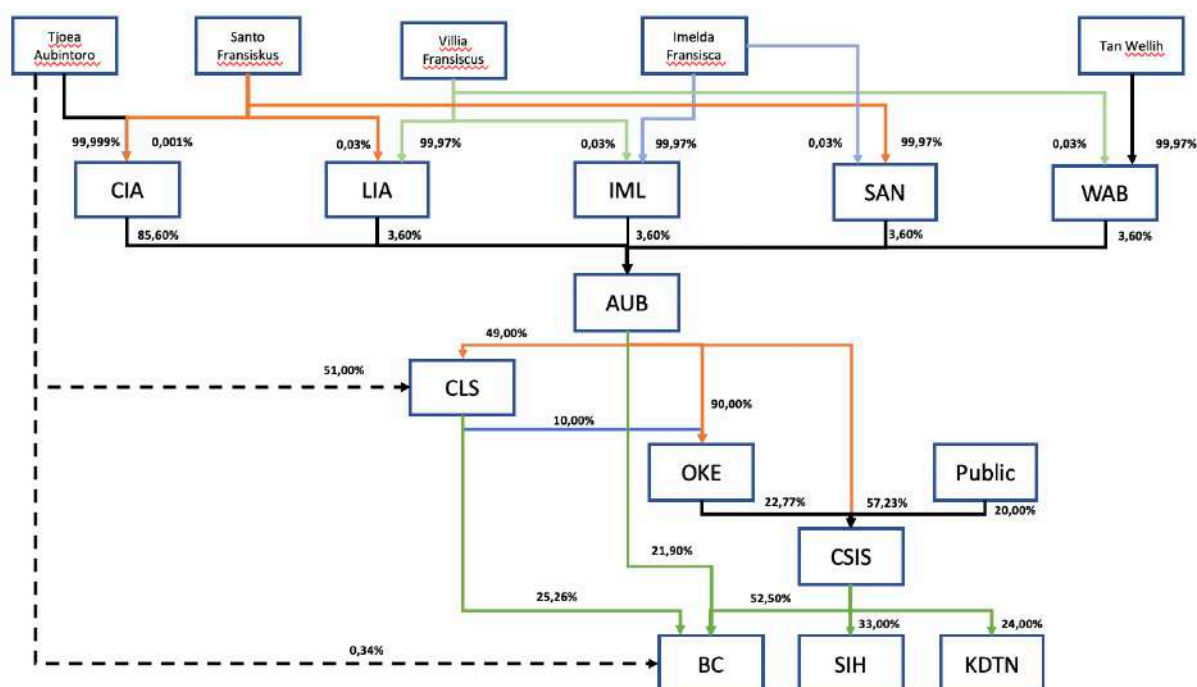 Tjoea
Aubintoro
Santo
Fransiskus
Villia
Fransiscus
Imelda
Fransisca
Tan Wellih
99,999%
0,001%
0,03%
99,97%
0,03%
99,97%
0,03%
99,97%
0,03%
99,97%
CIA
LIA
IML
SAN
WAB
85,60%
3,60%
3,60%
3,60%
3,60%
AUB
49,00%
51,00%
CLS
90,00%
10,00%
OKE
Public
22,77%
57,23%
20,00%
CSIS
21,90%
25,26%
52,50%
33,00%
24,00%
0,34%
BC
SIH
KDTN